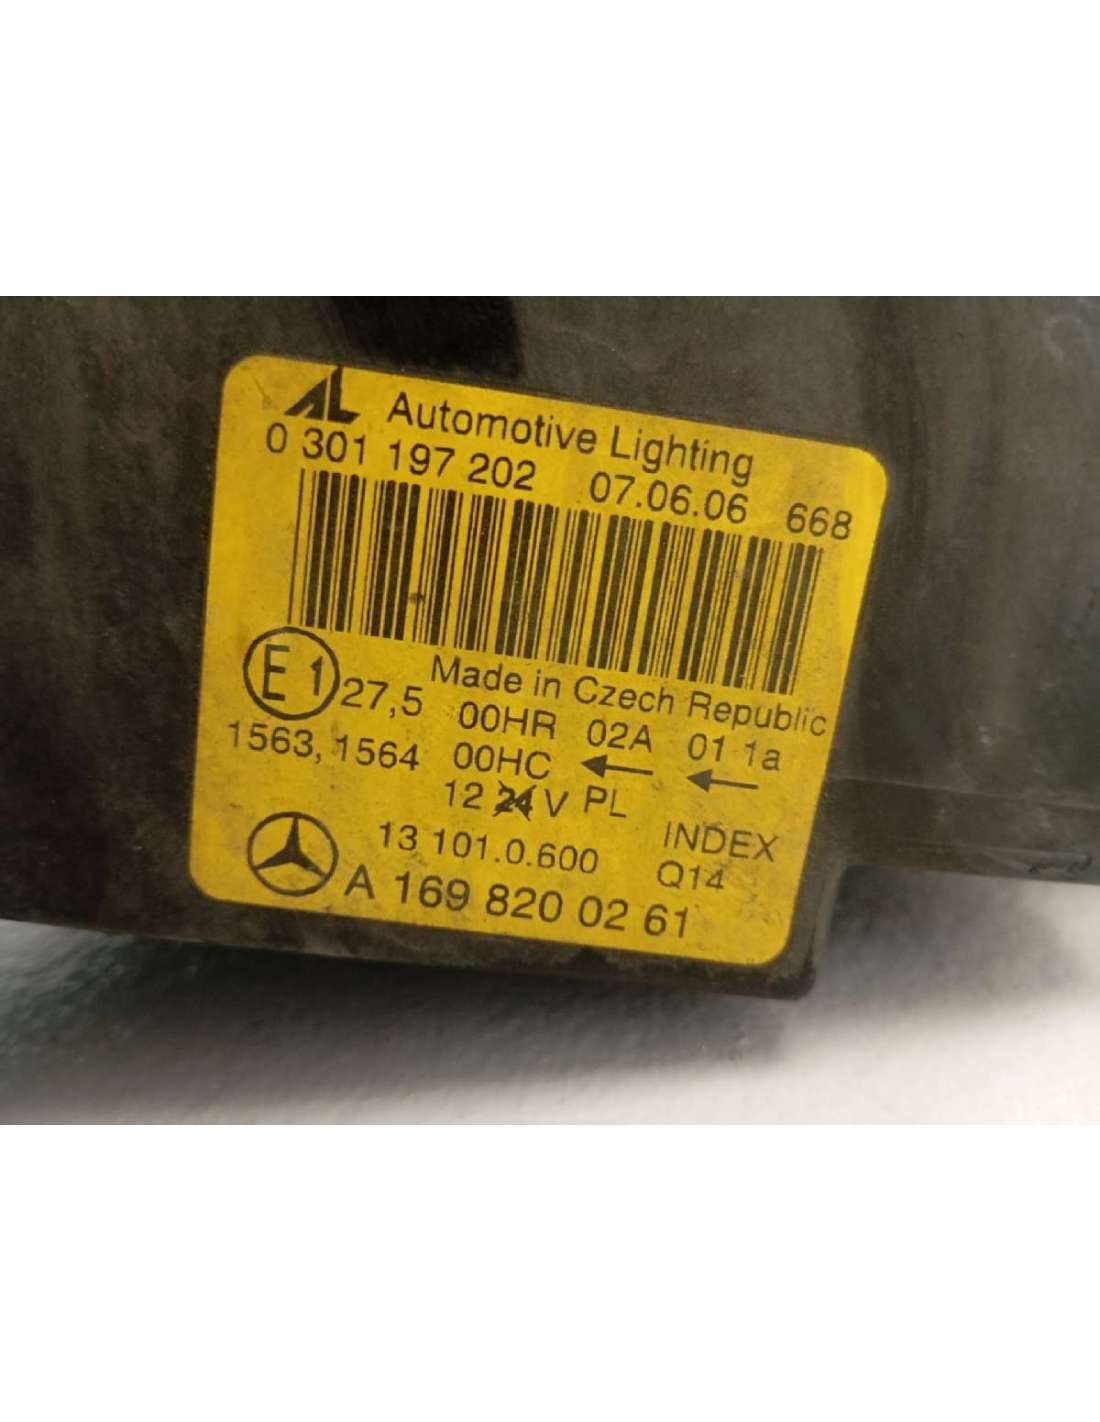 AL Automotive Lighting
0 301 197 202 07.06.06 668
Made in Czech Republic
E1 27,5 00HR 02A 01 1a
1563, 1564 00HC ← ←
12 24 V PL
13 101.0.600 INDEX
Q14
A 169 820 02 61